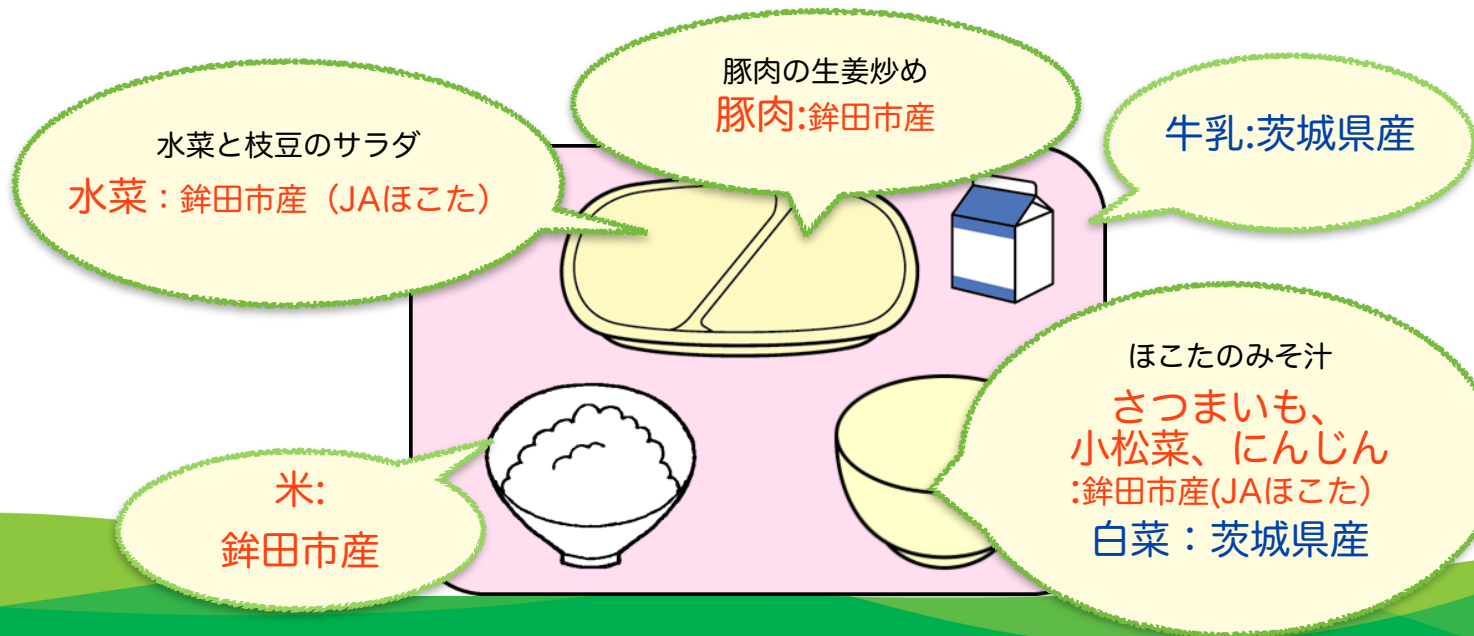 水菜と枝豆のサラダ
水菜：鉾田市産（JAほこた）
豚肉の生姜炒め
豚肉:鉾田市産
牛乳:茨城県産
米:
鉾田市産
ほこたのみそ汁
さつまいも、
小松菜、にんじん
:鉾田市産(JAほこた）
白菜：茨城県産